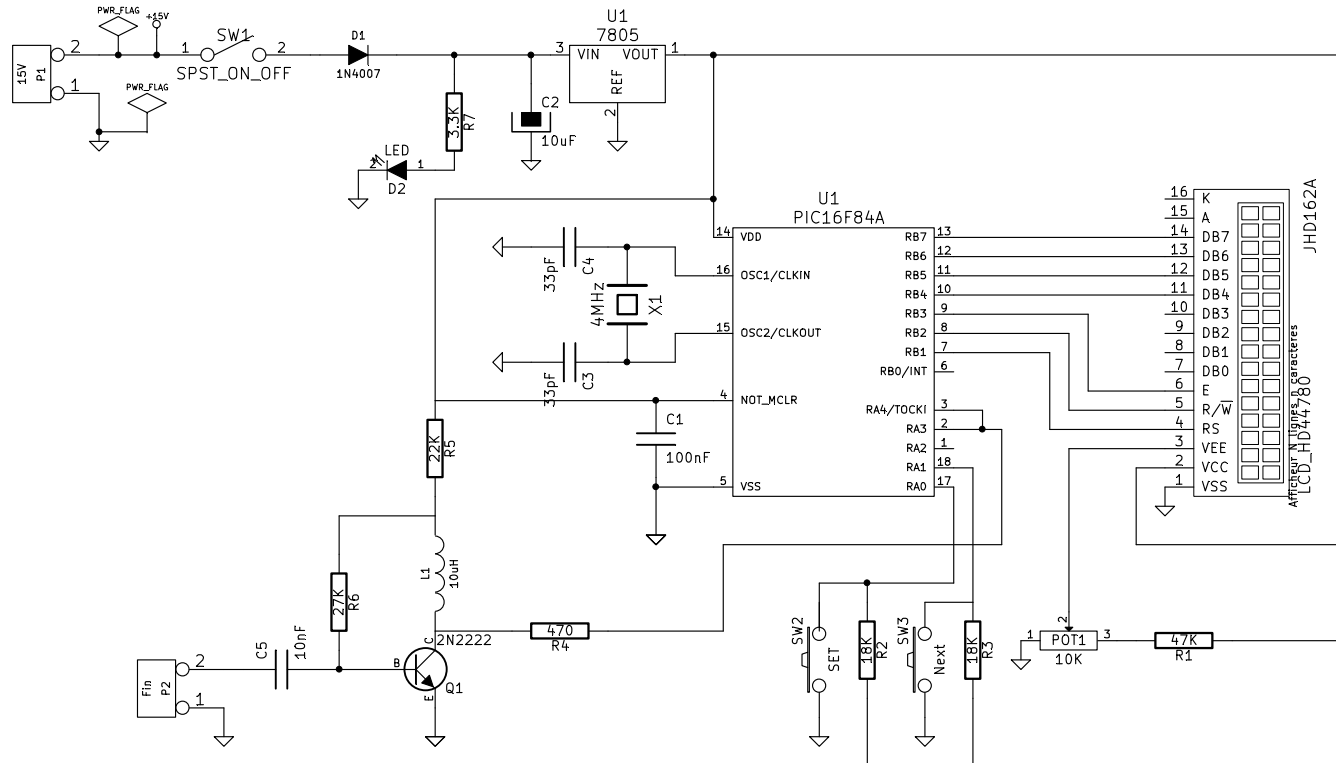 PWR_FLAG
+15V
15V
P1
2
1
1
SW1
2
SPST_ON_OFF
PWR_FLAG
D1
1N4007
3.3K
R7
LED
2
1
D2
C2
10uF
U1
7805
3
VIN
VOUT
1
REF
2
U1
PIC16F84A
14
VDD
16
OSC1/CLKIN
15
OSC2/CLKOUT
4
NOT_MCLR
5
VSS
RB7
13
RB6
12
RB5
11
RB4
10
RB3
9
RB2
8
RB1
7
RB0/INT
6
RA4/TOCKI
3
RA3
2
RA2
1
RA1
18
RA0
17
33pF
C4
4MHz
X1
33pF
C3
C1
100nF
22K
R5
L1
10uH
27K
R6
C5
10nF
Fin
P2
2
1
B
C
E
2N2222
Q1
470
R4
SW2
SET
18K
R2
SW3
Next
18K
R3
1
POT1
2
3
10K
47K
R1
16
K
15
A
14
DB7
13
DB6
12
DB5
11
DB4
10
DB3
9
DB2
8
DB1
7
DB0
6
E
5
R/W
4
RS
3
VEE
2
VCC
1
VSS
JHD162A
Afficheur N lignes n caracteres
LCD_HD44780